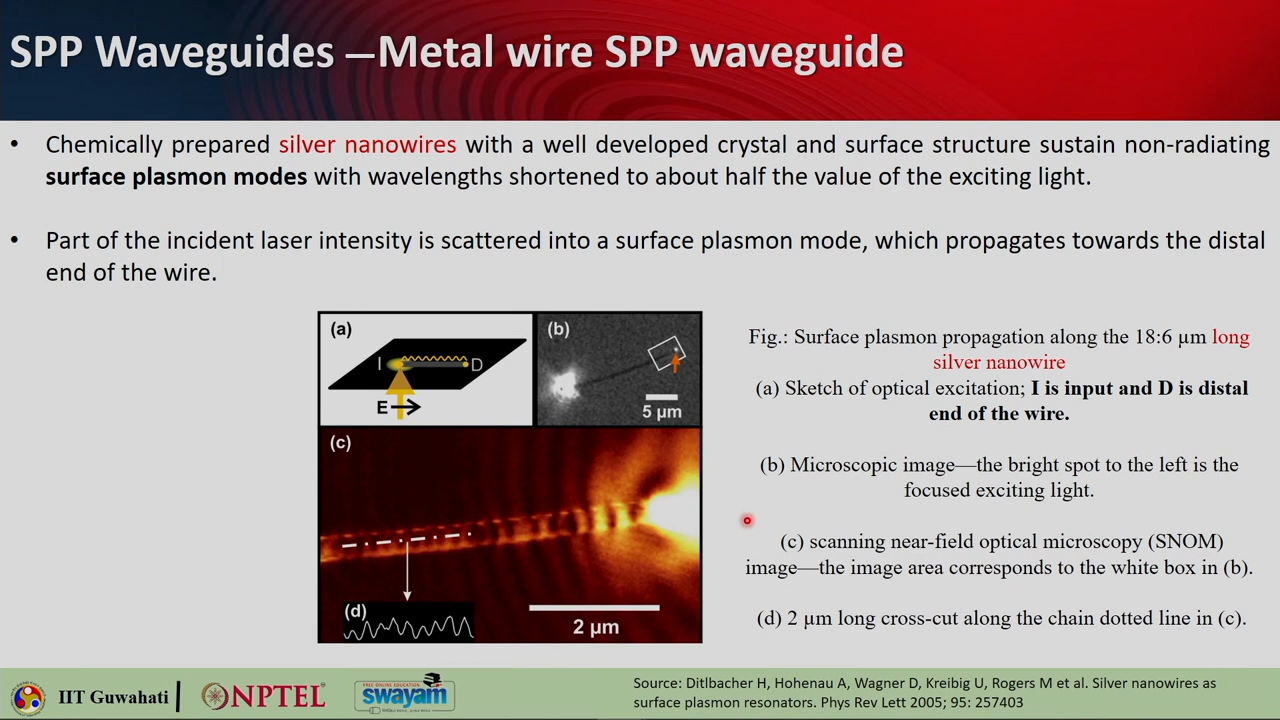 SPP Waveguides —Metal wire SPP waveguide
• Chemically prepared silver nanowires with a well developed crystal and surface structure sustain non-radiating
surface plasmon modes with wavelengths shortened to about half the value of the exciting light.
• Part of the incident laser intensity is scattered into a surface plasmon mode, which propagates towards the distal
end of the wire.
(a)
I
D
E
(b)
5 µm
(c)
(d)
2 µm
Fig.: Surface plasmon propagation along the 18:6 µm long
silver nanowire
(a) Sketch of optical excitation; I is input and D is distal
end of the wire.
(b) Microscopic image—the bright spot to the left is the
focused exciting light.
(c) scanning near-field optical microscopy (SNOM)
image—the image area corresponds to the white box in (b).
(d) 2 µm long cross-cut along the chain dotted line in (c).
IIT Guwahati
NPTEL
FREE ONLINE EDUCATION
swayam
Source: Ditlbacher H, Hohenau A, Wagner D, Kreibig U, Rogers M et al. Silver nanowires as
surface plasmon resonators. Phys Rev Lett 2005; 95: 257403